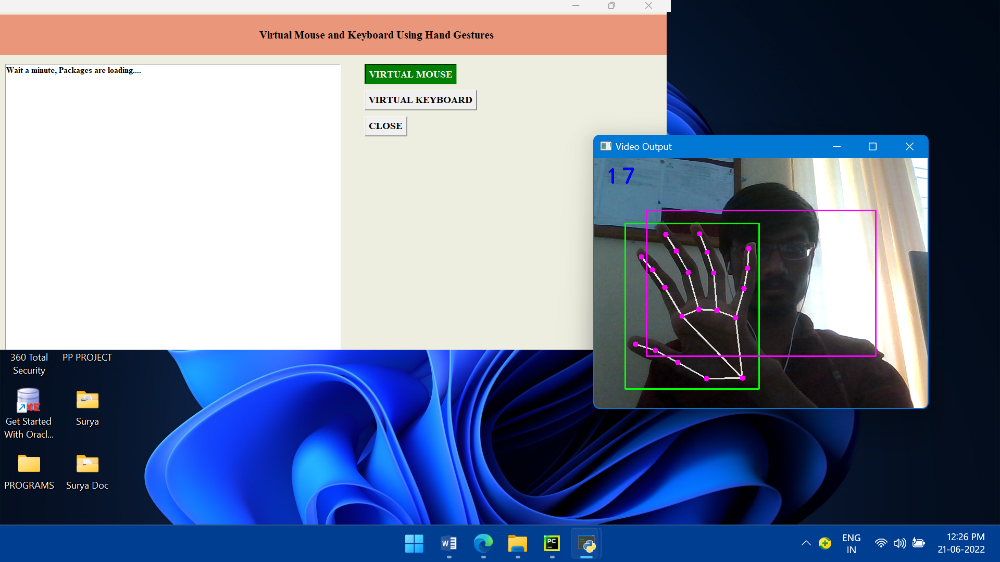 Virtual Mouse and Keyboard Using Hand Gestures
Wait a minute, Packages are loading....
VIRTUAL MOUSE
VIRTUAL KEYBOARD
CLOSE
Video Output
17
360 Total
Security
PP PROJECT
Get Started
With Oracl...
Surya
PROGRAMS
Surya Doc
XE
W
PC
ENG
IN
12:26 PM
21-06-2022